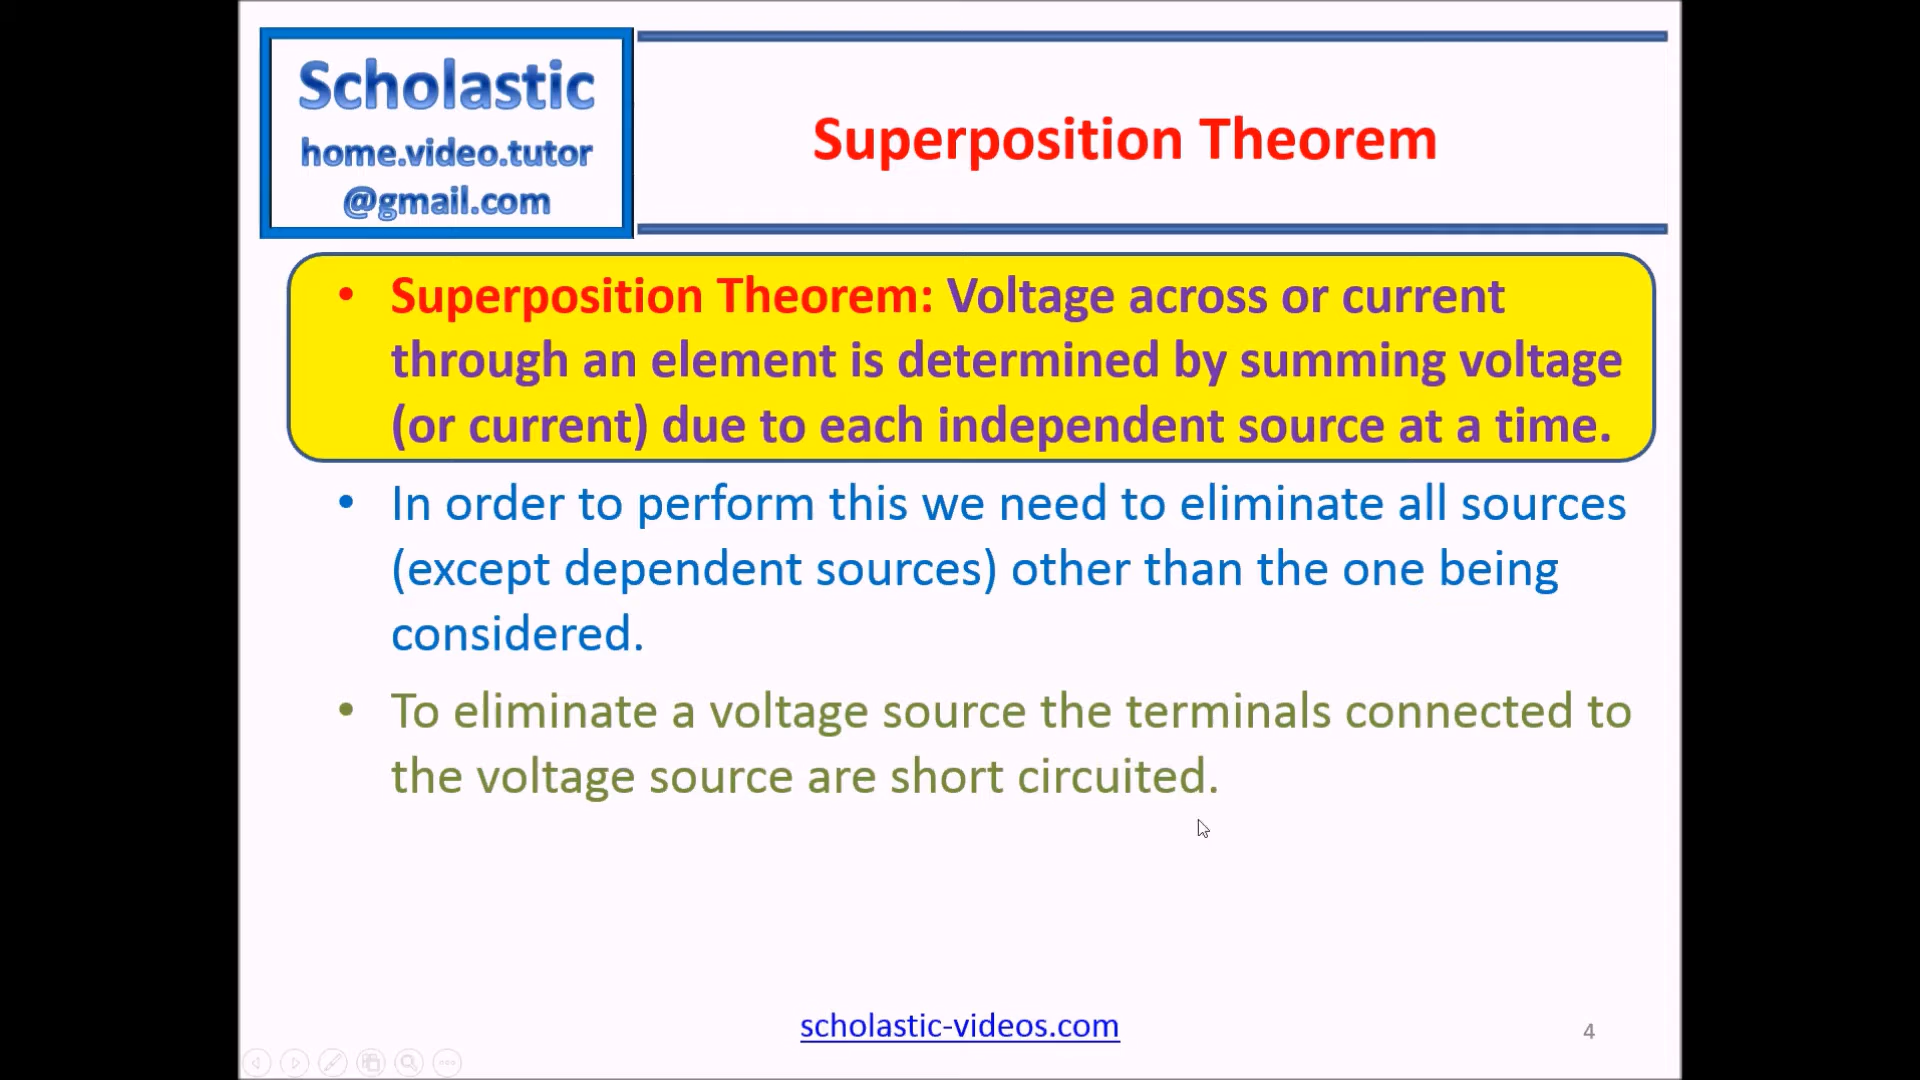 Scholastic
home.video.tutor
@gmail.com
Superposition Theorem
• Superposition Theorem: Voltage across or current
through an element is determined by summing voltage
(or current) due to each independent source at a time.
• In order to perform this we need to eliminate all sources
(except dependent sources) other than the one being
considered.
• To eliminate a voltage source the terminals connected to
the voltage source are short circuited.
scholastic-videos.com
4